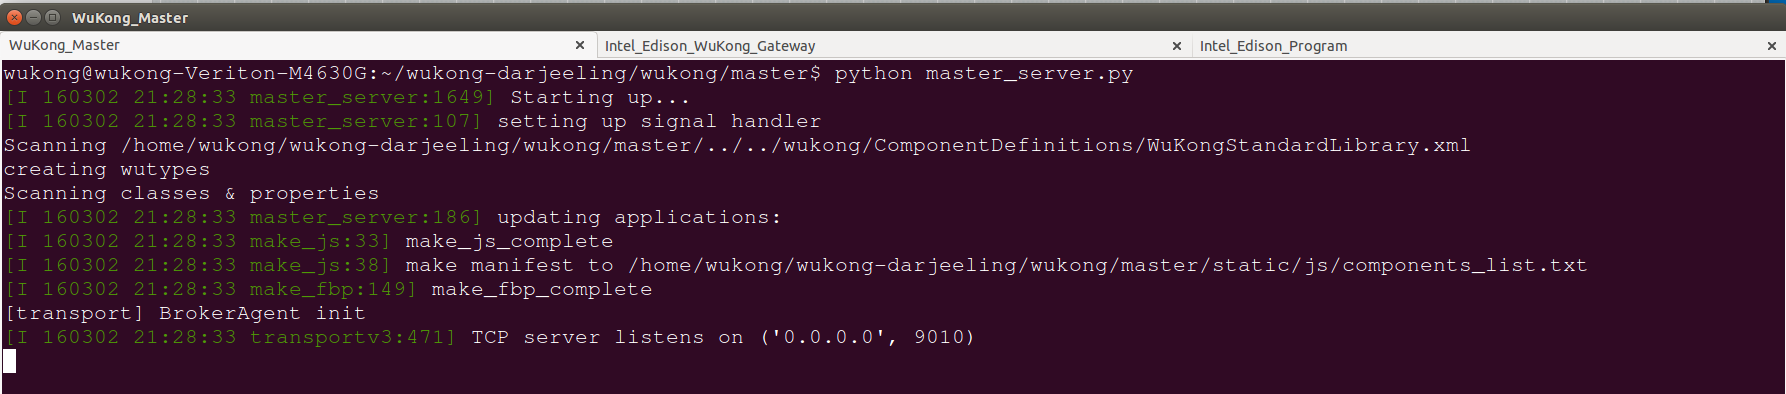 WuKong_Master
WuKong_Master
Intel_Edison_WuKong_Gateway
Intel_Edison_Program
wukong@wukong-Veriton-M4630G:~/wukong-darjeeling/wukong/master$ python master_server.py
[I 160302 21:28:33 master_server:1649] Starting up...
[I 160302 21:28:33 master_server:107] setting up signal handler
Scanning /home/wukong/wukong-darjeeling/wukong/master/../../wukong/ComponentDefinitions/WuKongStandardLibrary.xml
creating wutypes
Scanning classes & properties
[I 160302 21:28:33 master_server:186] updating applications:
[I 160302 21:28:33 make_js:33] make_js_complete
[I 160302 21:28:33 make_js:38] make manifest to /home/wukong/wukong-darjeeling/wukong/master/static/js/components_list.txt
[I 160302 21:28:33 make_fbp:149] make_fbp_complete
[transport] BrokerAgent init
[I 160302 21:28:33 transportv3:471] TCP server listens on ('0.0.0.0', 9010)